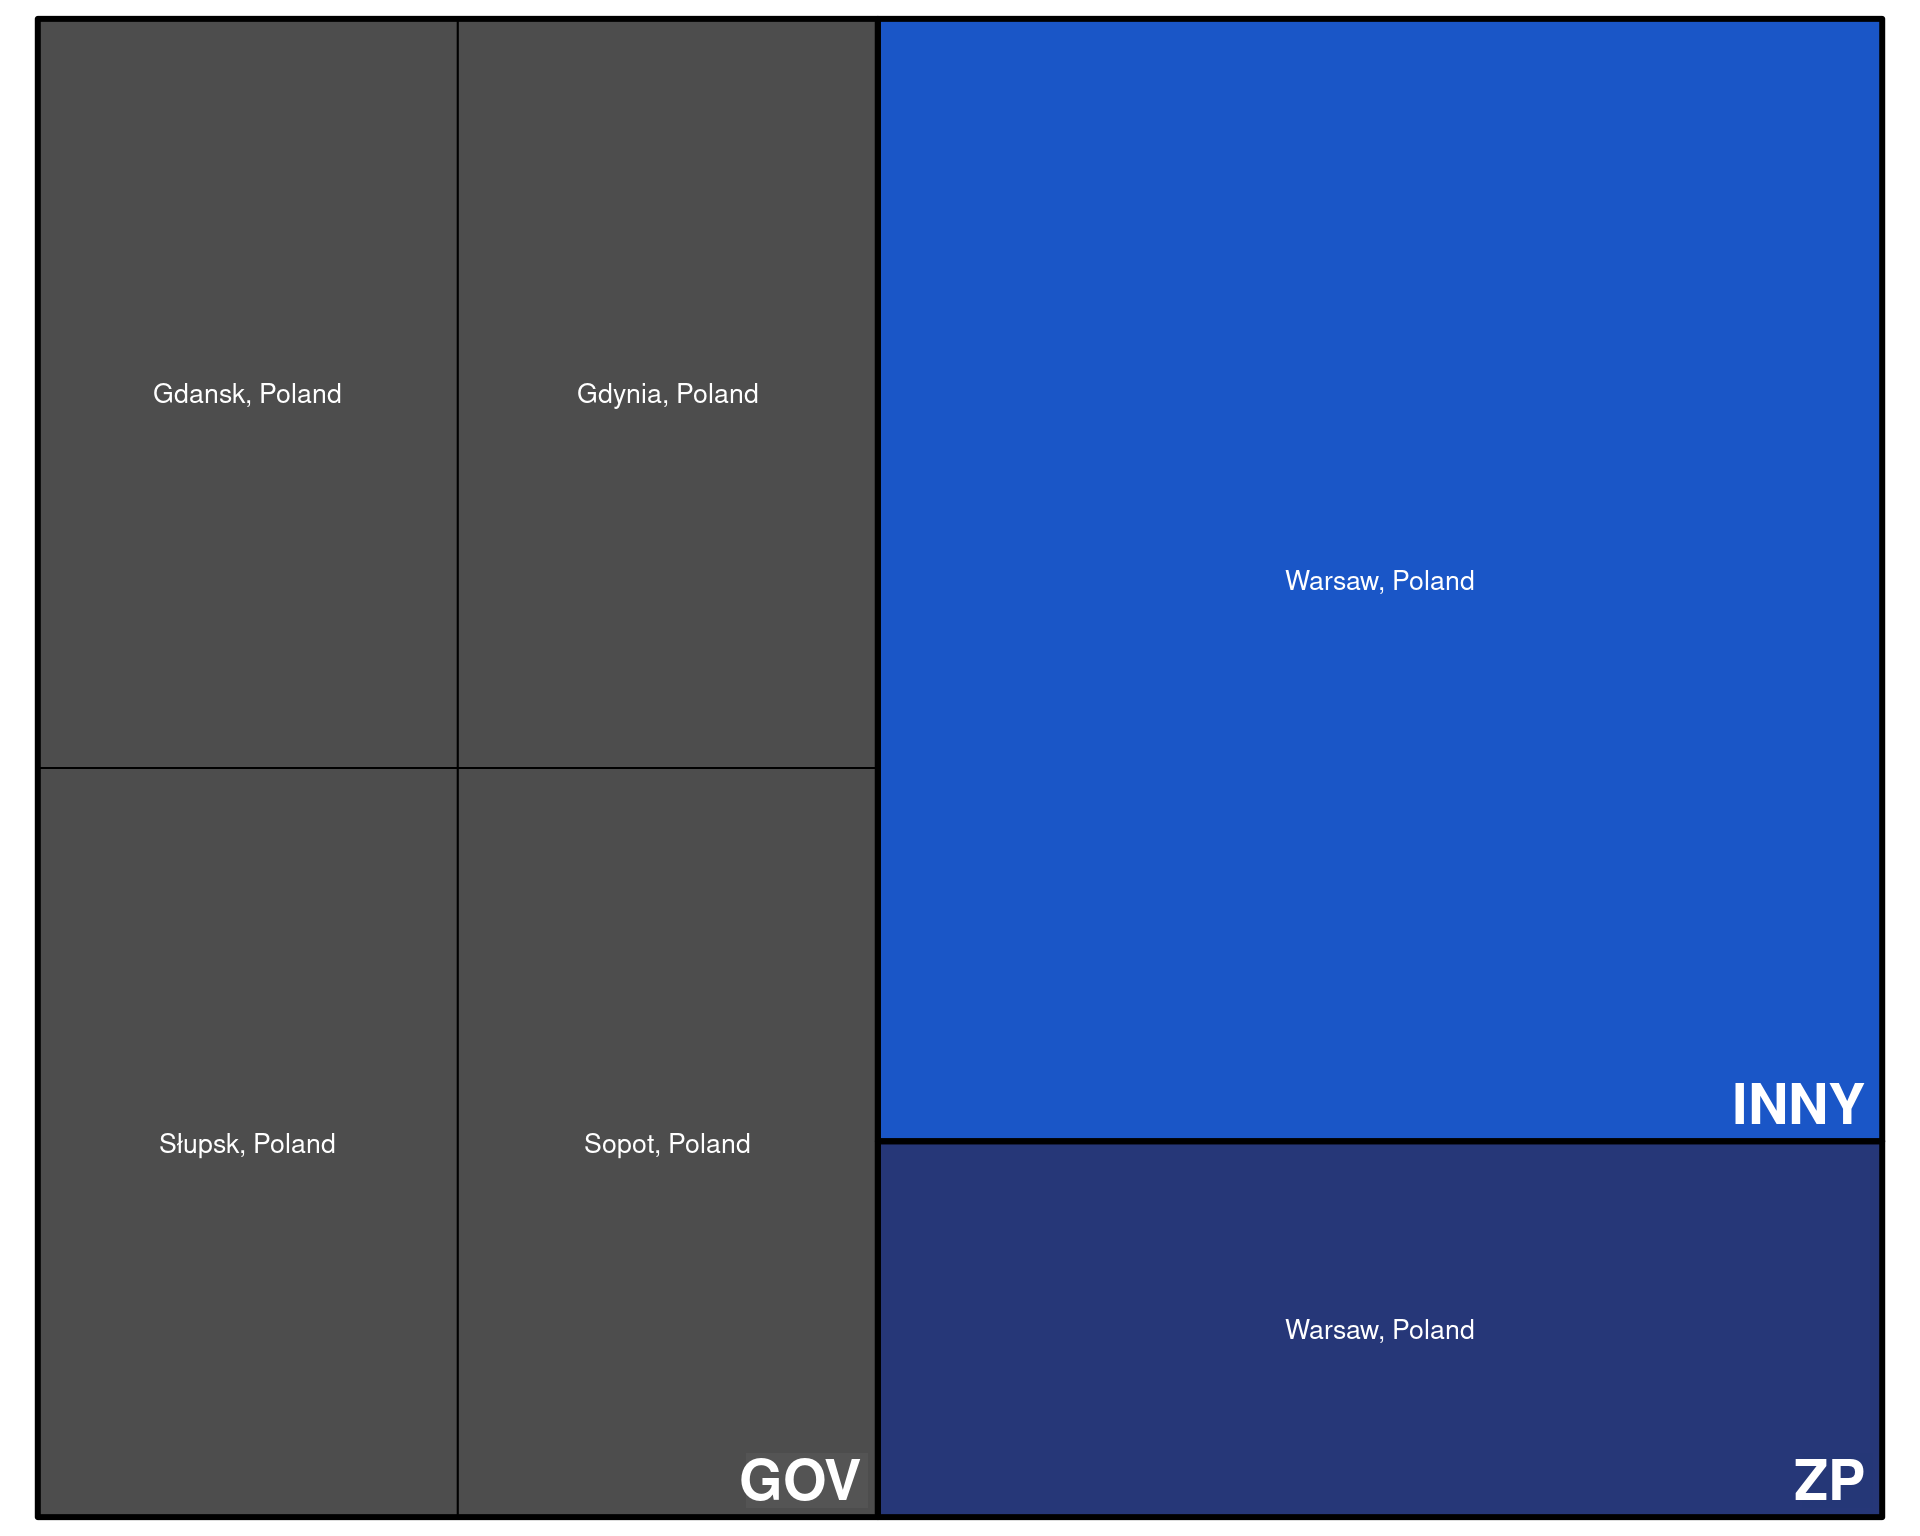 Gdansk, Poland
Gdynia, Poland
Słupsk, Poland
Sopot, Poland
GOV
Warsaw, Poland
INNY
Warsaw, Poland
ZP